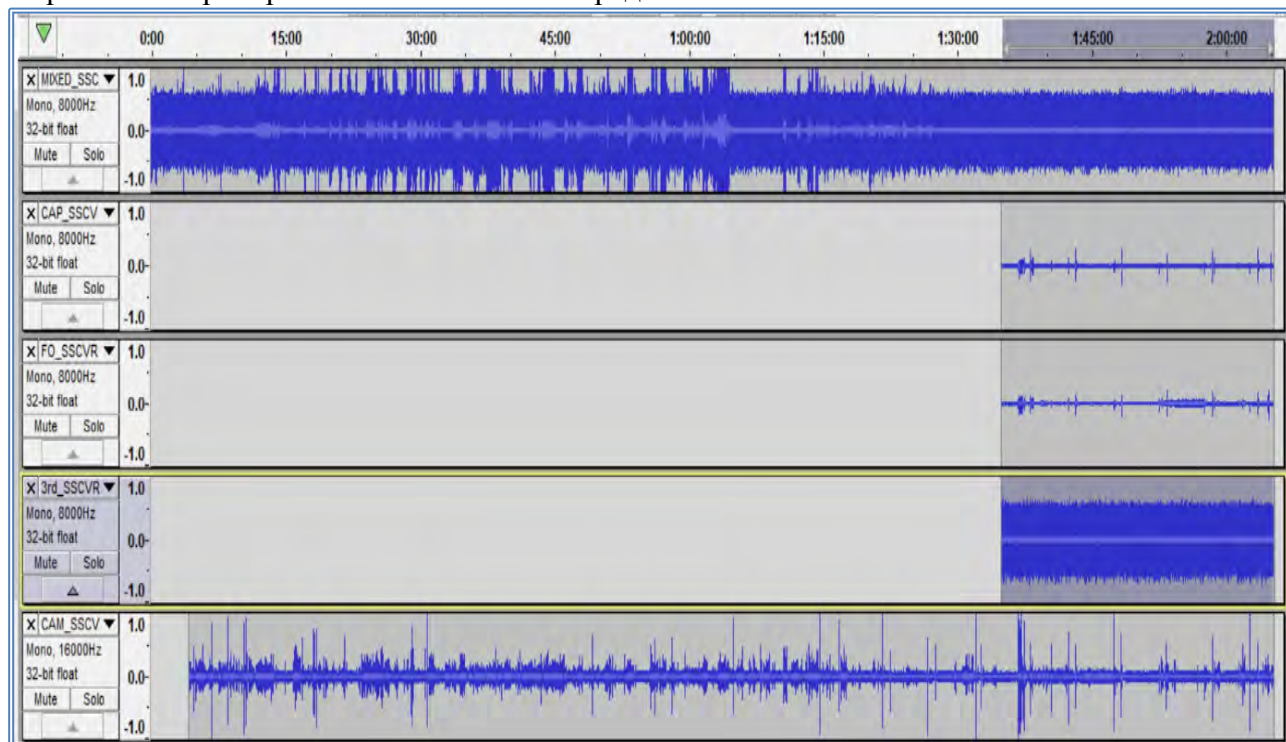 0:00 15:00 30:00 45:00 1:00:00 1:15:00 1:30:00 1:45:00 2:00:00
X MIXED_SSC ▼ 1.0
Mono, 8000Hz
32-bit float 0.0-
Mute Solo
-1.0
X CAP_SSCV ▼ 1.0
Mono, 8000Hz
32-bit float 0.0-
Mute Solo
-1.0
X FO_SSCVR ▼ 1.0
Mono, 8000Hz
32-bit float 0.0-
Mute Solo
-1.0
X 3rd_SSCVR ▼ 1.0
Mono, 8000Hz
32-bit float 0.0-
Mute Solo
-1.0
X CAM_SSCV ▼ 1.0
Mono, 16000Hz
32-bit float 0.0-
Mute Solo
-1.0